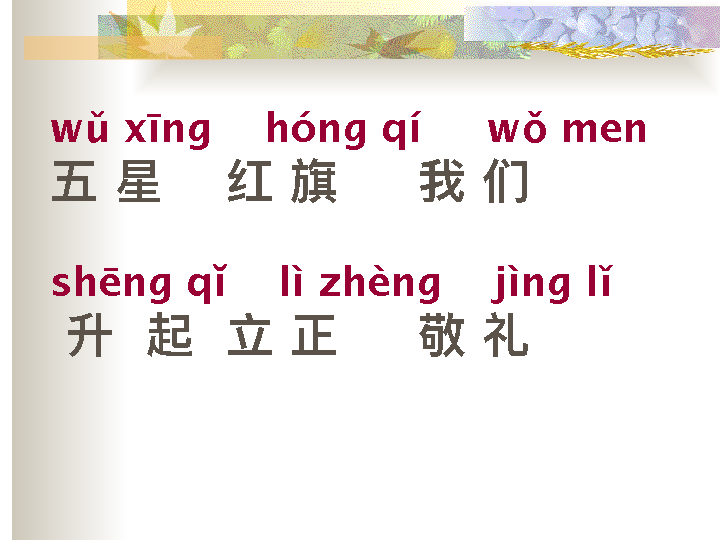 wǔ xīng hóng qí wǒ men
五 星 红 旗 我 们
shēng qǐ lì zhèng jìng lǐ
升 起 立 正 敬 礼